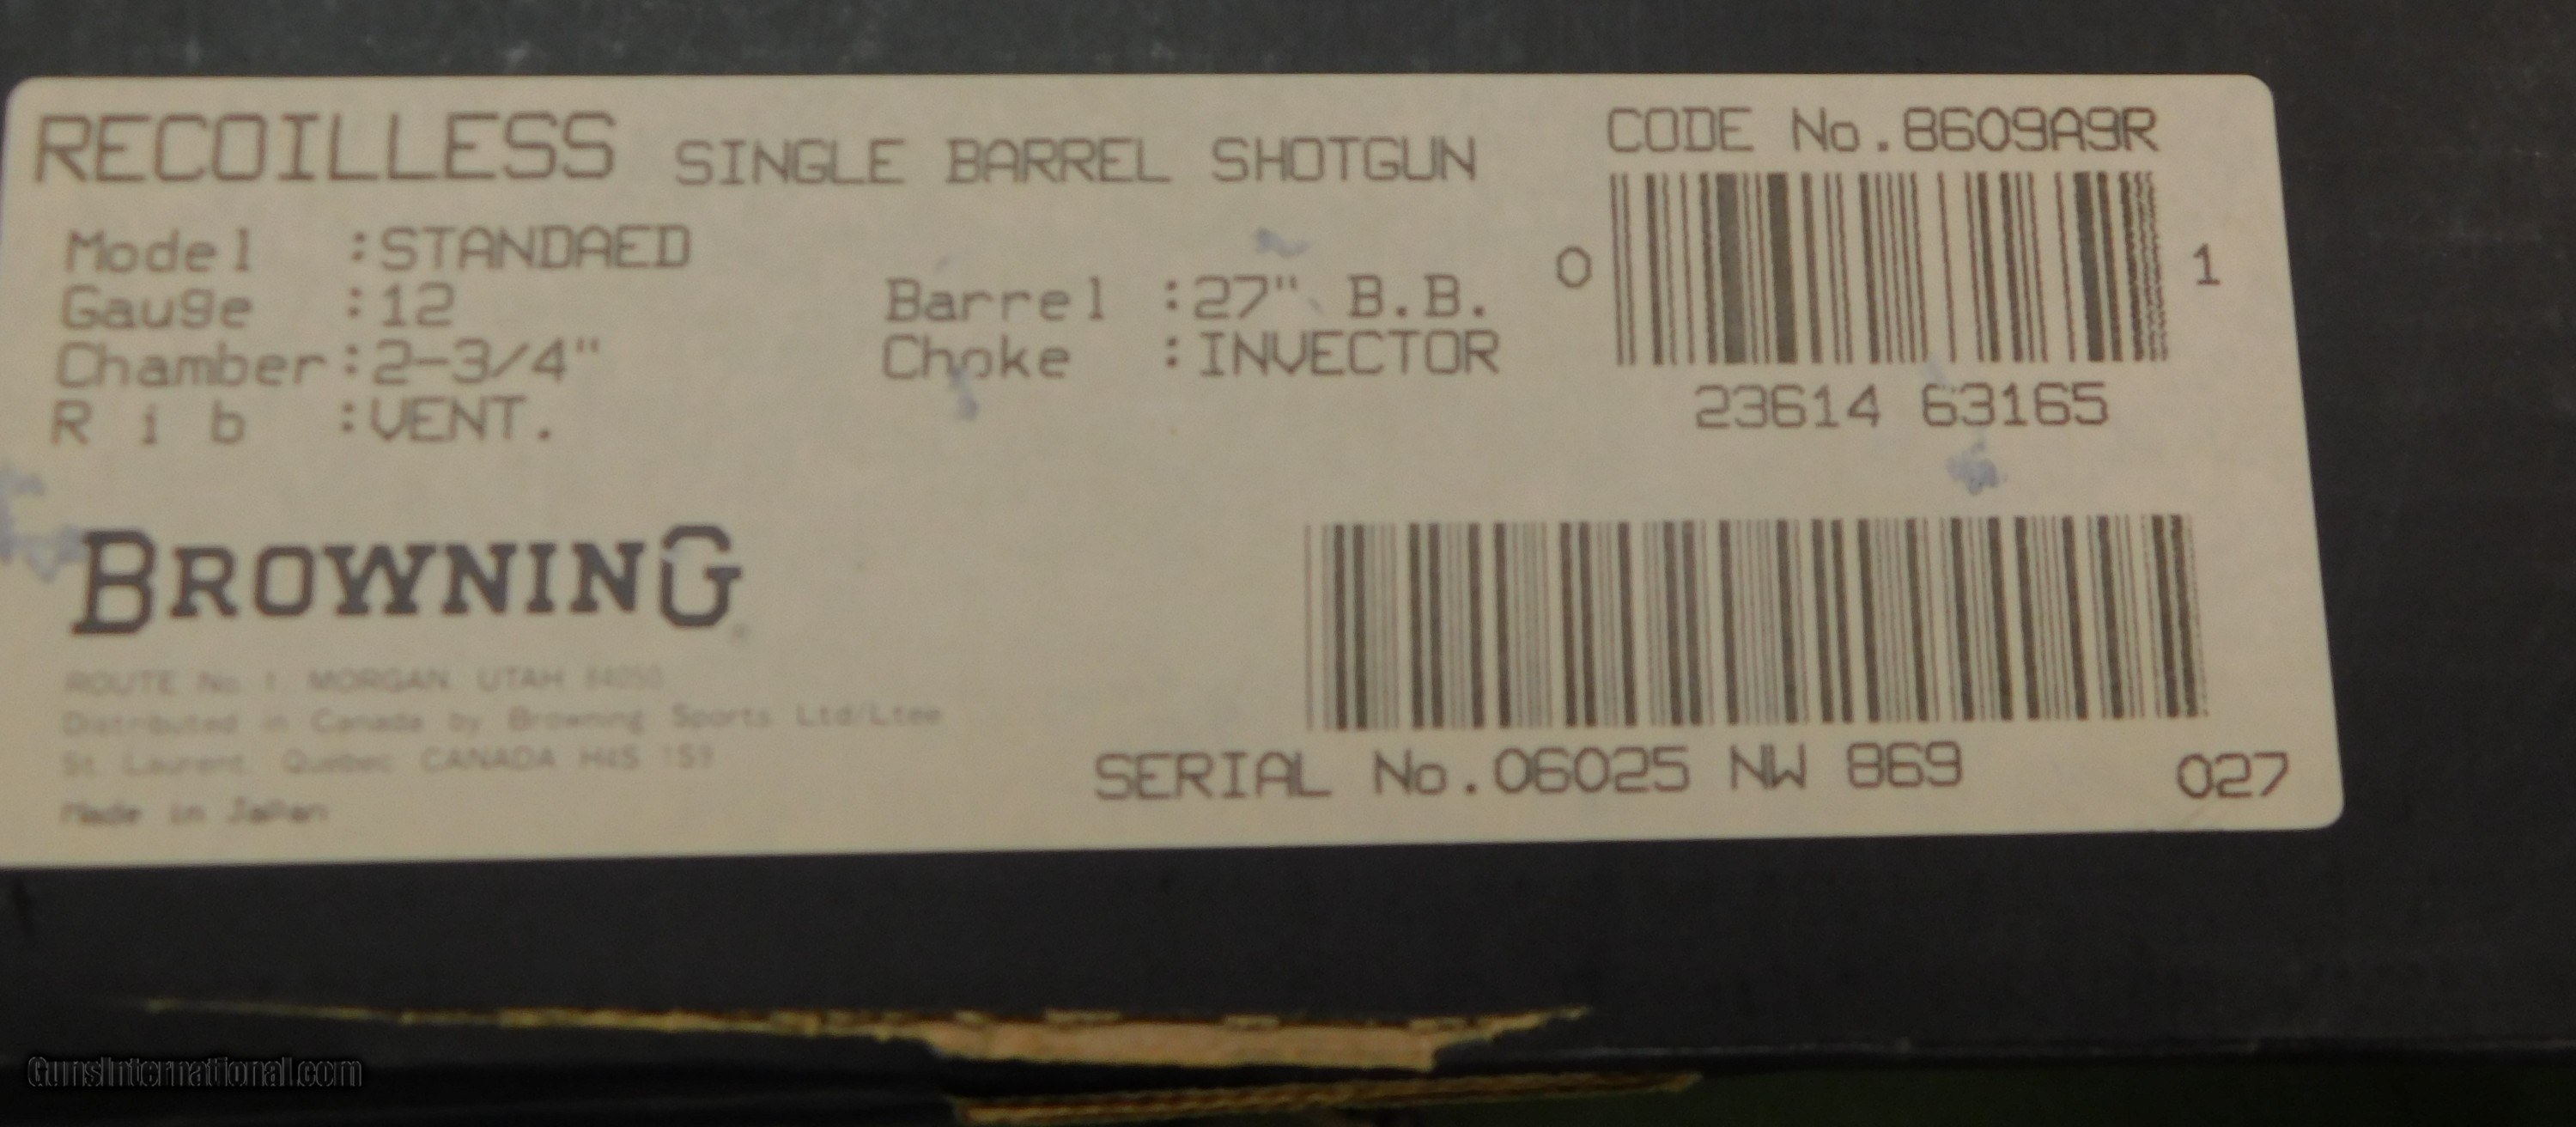 RECOILLESS SINGLE BARREL SHOTGUN
CODE No.8609A9R
Model :STANDAED
Gauge :12
Chamber:2-3/4"
R i b :VENT.
Barrel :27" B.B.
Choke :INVECTOR
0 23614 63165 1
BROWNING
ROUTE No 1 MORGAN UTAH 84050
Distributed in Canada by Browning Sports Ltd/Ltee
St. Laurent, Quebec CANADA H4S 1S9
Made in Japan
SERIAL No.06025 NW 869 027
GunsInternational.com